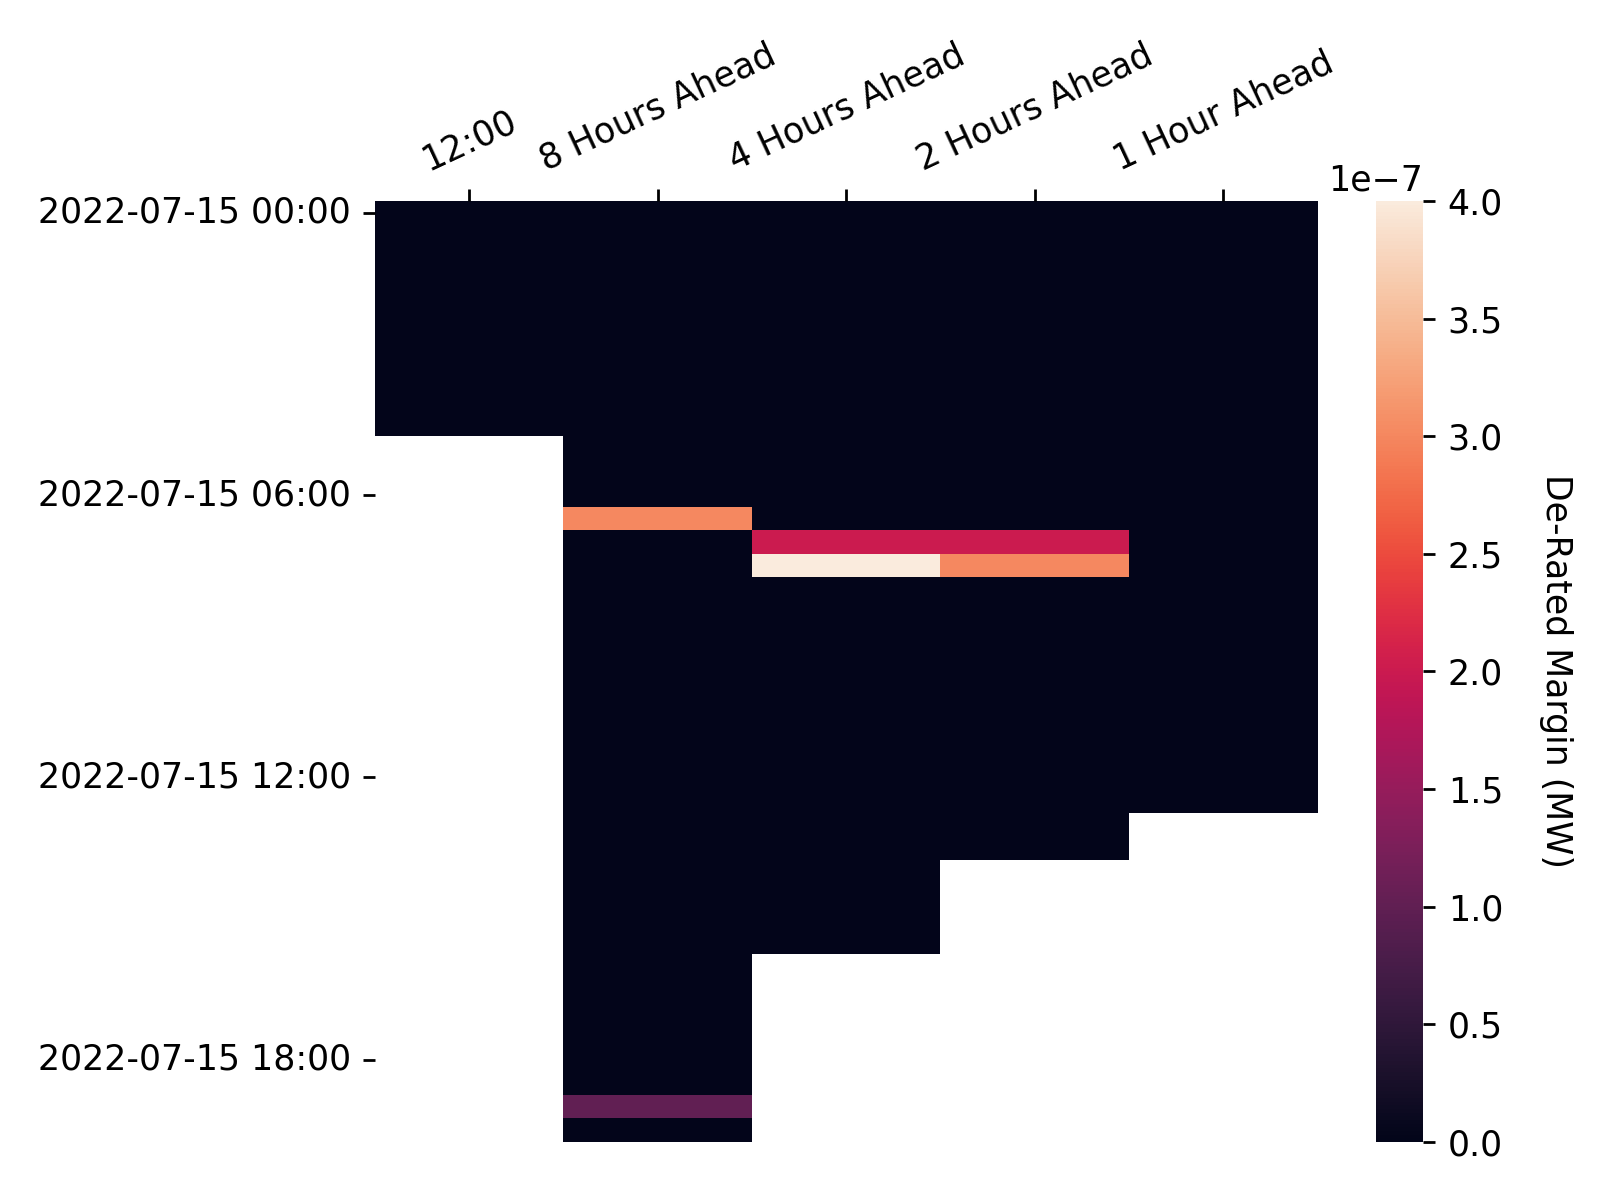 12:00
8 Hours Ahead
4 Hours Ahead
2 Hours Ahead
1 Hour Ahead
1e−7
2022-07-15 00:00
2022-07-15 06:00
2022-07-15 12:00
2022-07-15 18:00
4.0
3.5
3.0
2.5
2.0
1.5
1.0
0.5
0.0
De-Rated Margin (MW)